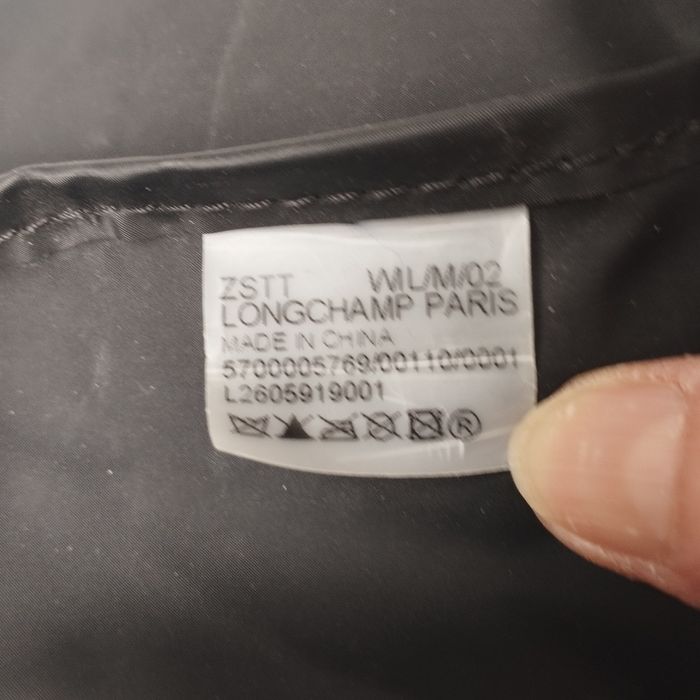 ZSTT WIL/M/02
LONGCHAMP PARIS
MADE IN CHINA
5700005769/00110/0001
L2605919001
®